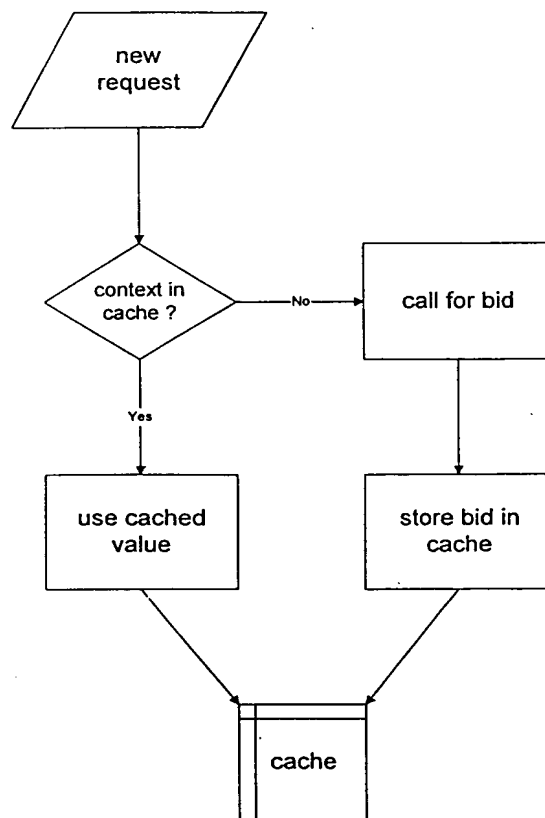 new
request
context in
cache ?
No
call for bid
Yes
use cached
value
store bid in
cache
cache